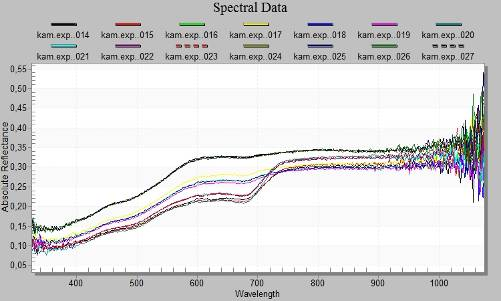 Spectral Data
kam.exp..014 kam.exp..015 kam.exp..016 kam.exp..017 kam.exp..018 kam.exp..019 kam.exp..020
kam.exp..021 kam.exp..022 kam.exp..023 kam.exp..024 kam.exp..025 kam.exp..026 kam.exp..027
Absolute Reflectance
0,55
0,50
0,45
0,40
0,35
0,30
0,25
0,20
0,15
0,10
0,05
400 500 600 700 800 900 1000
Wavelength